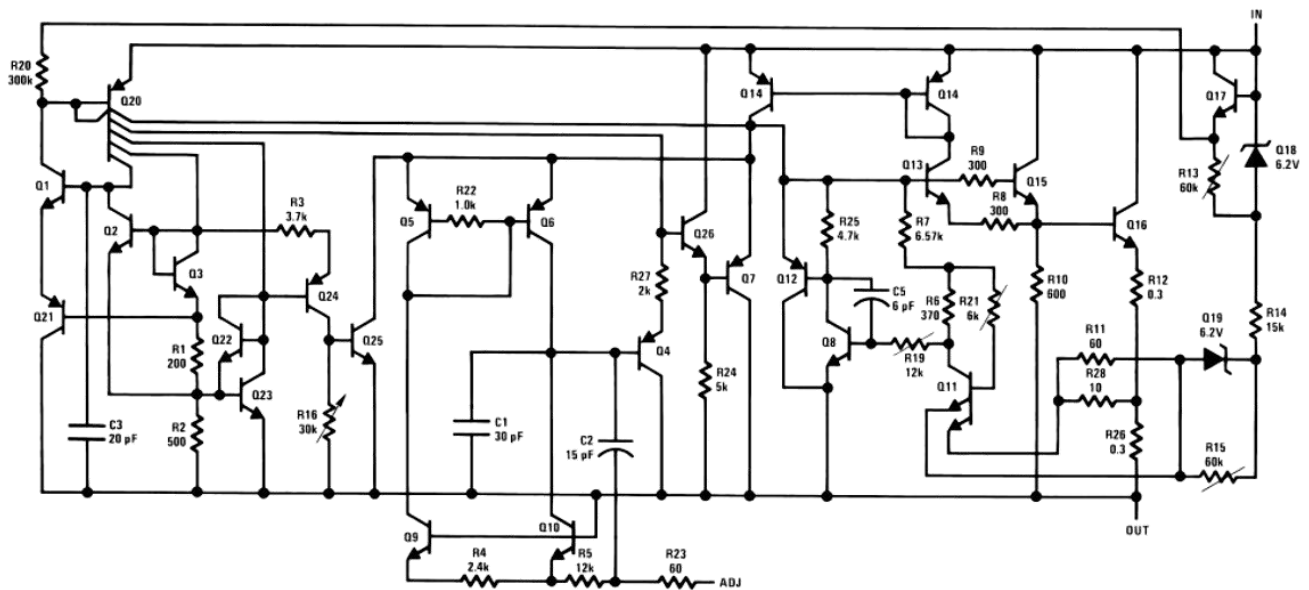 IN
R20
300k
Q20
Q14
Q14
Q17
Q18
6.2V
Q1
R3
3.7k
R9
300
Q13
Q15
R13
60k
R22
1.0k
R8
300
Q2
Q5
Q6
R25
4.7k
R7
6.57k
Q26
Q16
Q3
R27
2k
Q7
Q12
R12
0.3
Q24
C5
6 pF
R6
370
R21
6k
R10
600
Q21
Q22
Q25
R1
200
Q4
Q8
R19
12k
R11
60
Q19
6.2V
R14
15k
R28
10
R24
5k
Q11
Q23
R16
30k
C3
20 pF
R2
500
C1
30 pF
C2
15 pF
R26
0.3
R15
60k
OUT
Q9
Q10
R4
2.4k
R5
12k
R23
60
ADJ